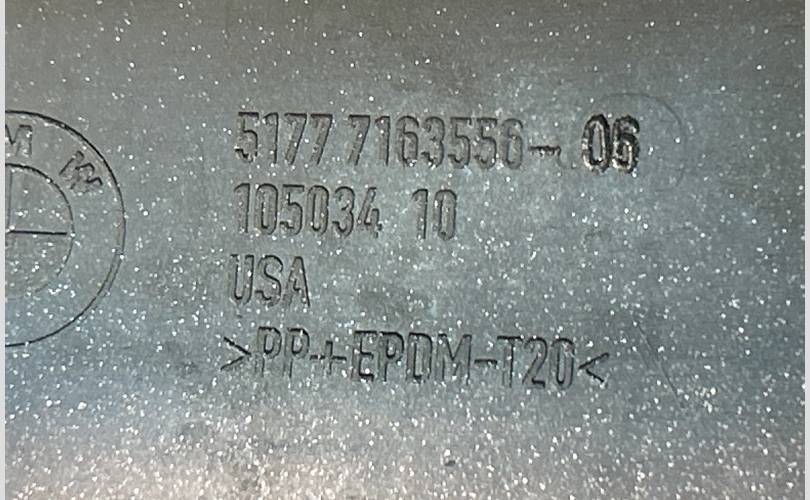 M W
5177 7163556- 06
105034 10
USA
>PP+EPDM-T20<